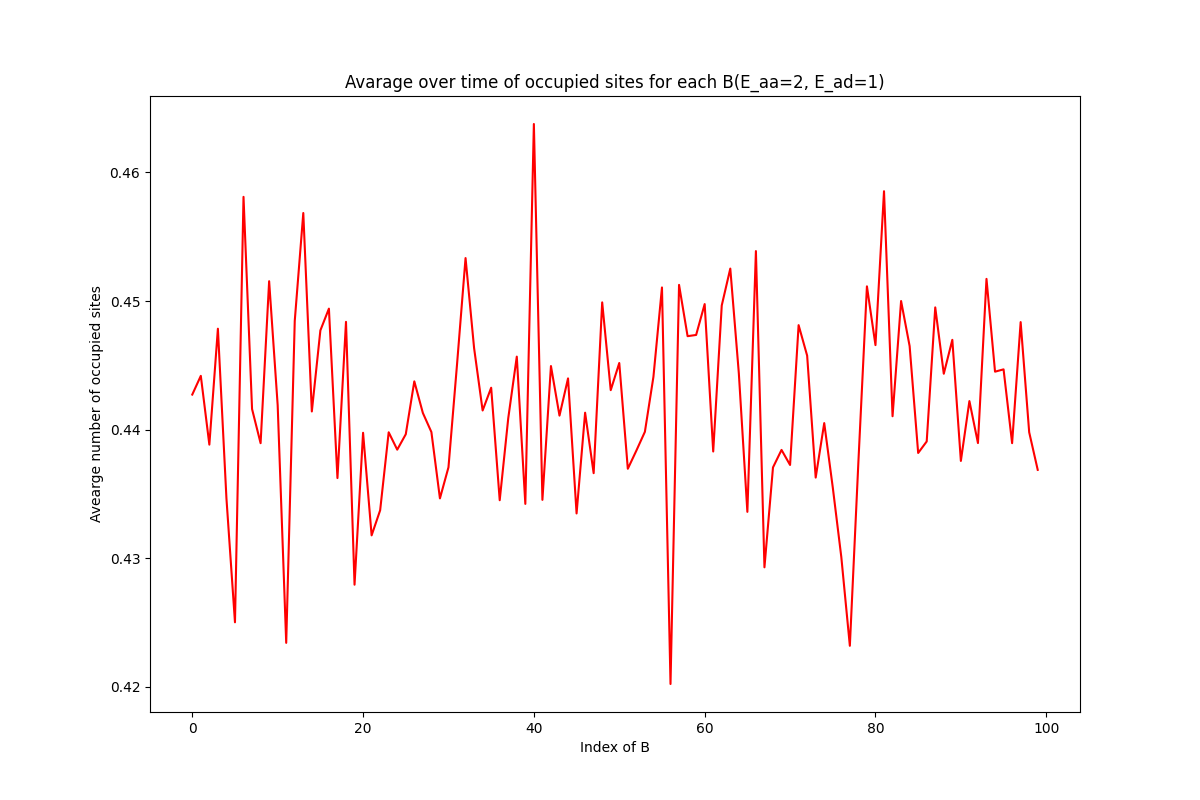 Avarage over time of occupied sites for each B(E_aa=2, E_ad=1)
0.46
0.45
0.44
0.43
0.42
Avearge number of occupied sites
0 20 40 60 80 100
Index of B